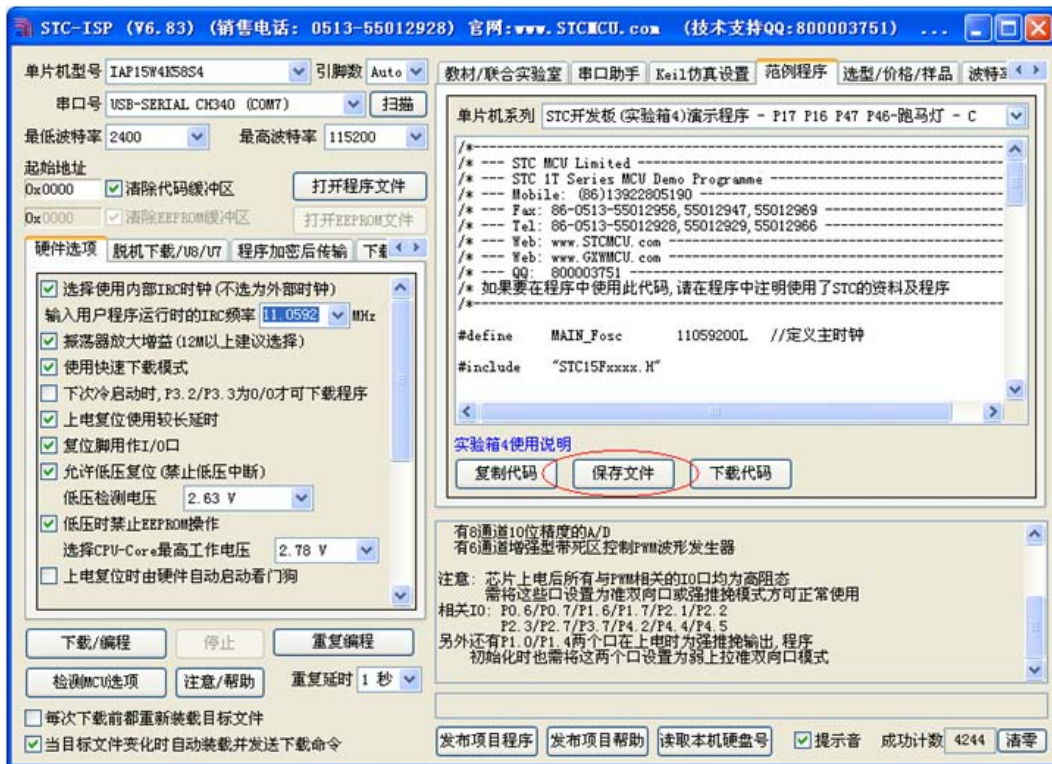 STC-ISP (V6.83) (销售电话: 0513-55012928) 官网:www.STCMCU.com (技术支持QQ:800003751) ...
单片机型号 IAP15W4K58S4 引脚数 Auto
串口号 USB-SERIAL CH340 (COM7) 扫描
最低波特率 2400 最高波特率 115200
起始地址
0x0000 清除代码缓冲区 打开程序文件
0x0000 清除EEPROM缓冲区 打开EEPROM文件
硬件选项 脱机下载/U8/U7 程序加密后传输
选择使用内部IRC时钟(不选为外部时钟)
输入用户程序运行时的IRC频率 11.0592 MHz
振荡器放大增益(12M以上建议选择)
使用快速下载模式
下次冷启动时,P3.2/P3.3为0/0才可下载程序
上电复位使用较长延时
复位脚用作I/O口
允许低压复位(禁止低压中断)
低压检测电压 2.63 V
低压时禁止EEPROM操作
选择CPU-Core最高工作电压 2.78 V
上电复位时由硬件自动启动看门狗
下载/编程 停止 重复编程
检测MCU选项 注意/帮助 重复延时 1 秒
每次下载前都重新装载目标文件
当目标文件变化时自动装载并发送下载命令
教材/联合实验室 串口助手 Keil仿真设置 范例程序 选型/价格/样品 波特
单片机系列 STC开发板(实验箱4)演示程序 - P17 P16 P47 P46-跑马灯 - C
/*---------------------------------------------------------------------
/* --- STC MCU Limited ------------------------------------------------
/* --- STC 1T Series MCU Demo Programme -------------------------------
/* --- Mobile: (86)13922805190 ----------------------------------------
/* --- Fax: 86-0513-55012956,55012947,55012969 ------------------------
/* --- Tel: 86-0513-55012928,55012929,55012966 ------------------------
/* --- Web: www.STCMCU.com --------------------------------------------
/* --- Web: www.GXWMCU.com --------------------------------------------
/* --- QQ: 800003751 --------------------------------------------------
/* 如果要在程序中使用此代码,请在程序中注明使用了STC的资料及程序
/*---------------------------------------------------------------------
#define MAIN_Fosc 11059200L //定义主时钟
#include "STC15Fxxxx.H"
实验箱4使用说明
复制代码 保存文件 下载代码
有8通道10位精度的A/D
有6通道增强型带死区控制PWM波形发生器
注意: 芯片上电后所有与PWM相关的IO口均为高阻态
需将这些口设置为准双向口或强推挽模式方可正常使用
相关IO: P0.6/P0.7/P1.6/P1.7/P2.1/P2.2
P2.3/P2.7/P3.7/P4.2/P4.4/P4.5
另外还有P1.0/P1.4两个口在上电时为强推挽输出,程序
初始化时也需将这两个口设置为弱上拉准双向口模式
发布项目程序 发布项目帮助 读取本机硬盘号 提示音 成功计数 4244 清零